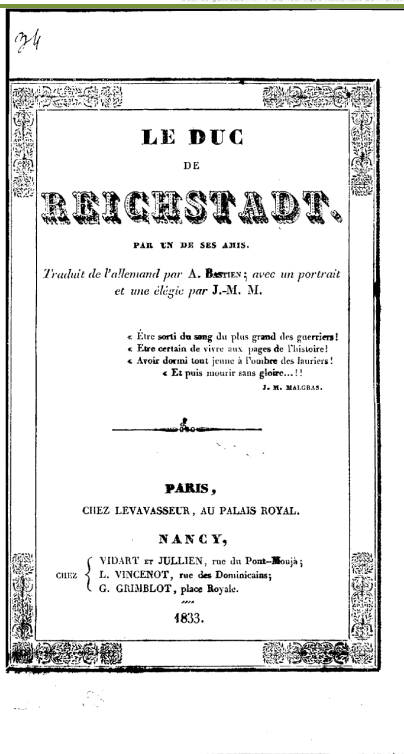 LE DUC
DE
REICHSTADT.
PAR UN DE SES AMIS.
Traduit de l'allemand par A. BASTIEN; avec un portrait
et une élégie par J.-M. M.
« Être sorti du sang du plus grand des guerriers!
« Etre certain de vivre aux pages de l'histoire!
« Avoir dormi tout jeune à l'ombre des lauriers!
« Et puis mourir sans gloire...!!
J. M. MALGRAS.
PARIS,
CHEZ LEVAVASSEUR, AU PALAIS ROYAL.
NANCY,
CHEZ
VIDART ET JULLIEN, rue du Pont-Mouja;
L. VINCENOT, rue des Dominicains;
G. GRIMBLOT, place Royale.
1833.